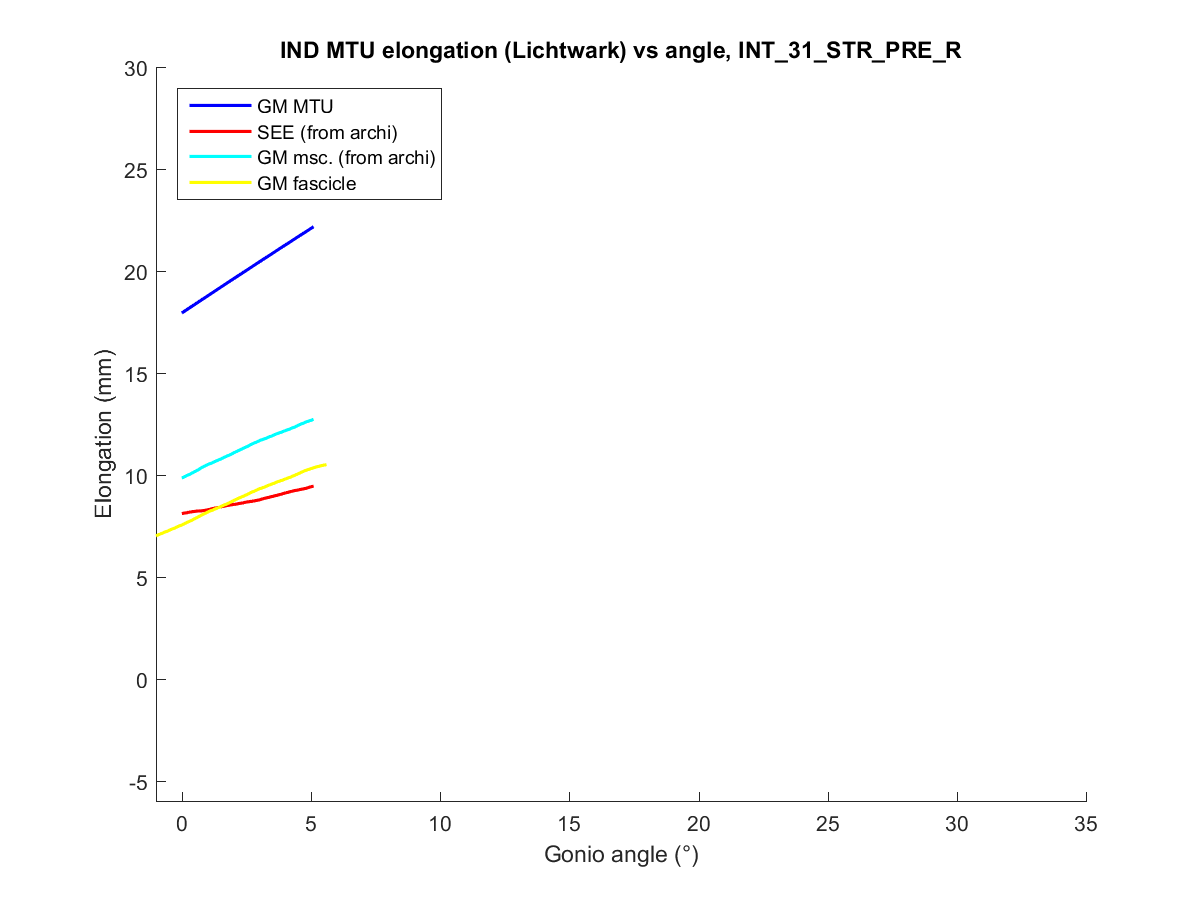 IND MTU elongation (Lichtwark) vs angle, INT_31_STR_PRE_R
30
25
20
15
10
5
0
-5
Elongation (mm)
GM MTU
SEE (from archi)
GM msc. (from archi)
GM fascicle
0 5 10 15 20 25 30 35
Gonio angle (°)